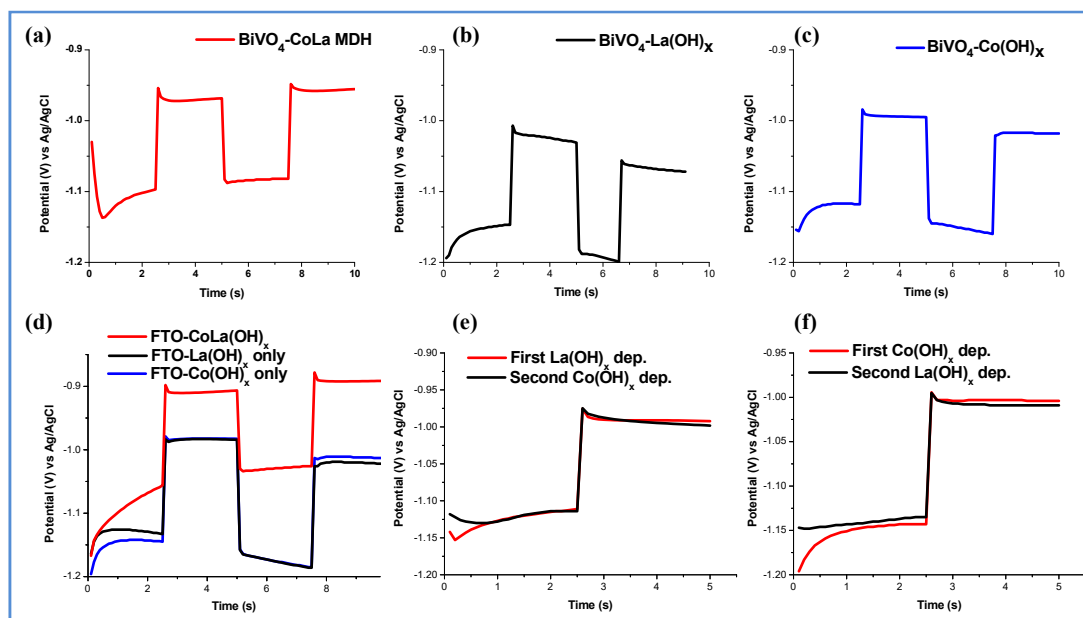 (a)
BiVO4-CoLa MDH
Potential (V) vs Ag/AgCl
-0.9
-1.0
-1.1
-1.2
0 2 4 6 8 10
Time (s)
(b)
BiVO4-La(OH)x
Potential (V) vs Ag/AgCl
-0.9
-1.0
-1.1
-1.2
0 2 4 6 8 10
Time (s)
(c)
BiVO4-Co(OH)x
Potential (V) vs Ag/AgCl
-0.9
-1.0
-1.1
-1.2
0 2 4 6 8 10
Time (s)
(d)
FTO-CoLa(OH)x
FTO-La(OH)x only
FTO-Co(OH)x only
Potential (V) vs Ag/AgCl
-0.9
-1.0
-1.1
-1.2
0 2 4 6 8
Time (s)
(e)
First La(OH)x dep.
Second Co(OH)x dep.
Potential (V) vs Ag/AgCl
-0.90
-0.95
-1.00
-1.05
-1.10
-1.15
-1.20
0 1 2 3 4 5
Time (s)
(f)
First Co(OH)x dep.
Second La(OH)x dep.
Potential (V) vs Ag/AgCl
-0.95
-1.00
-1.05
-1.10
-1.15
-1.20
0 1 2 3 4 5
Time (s)